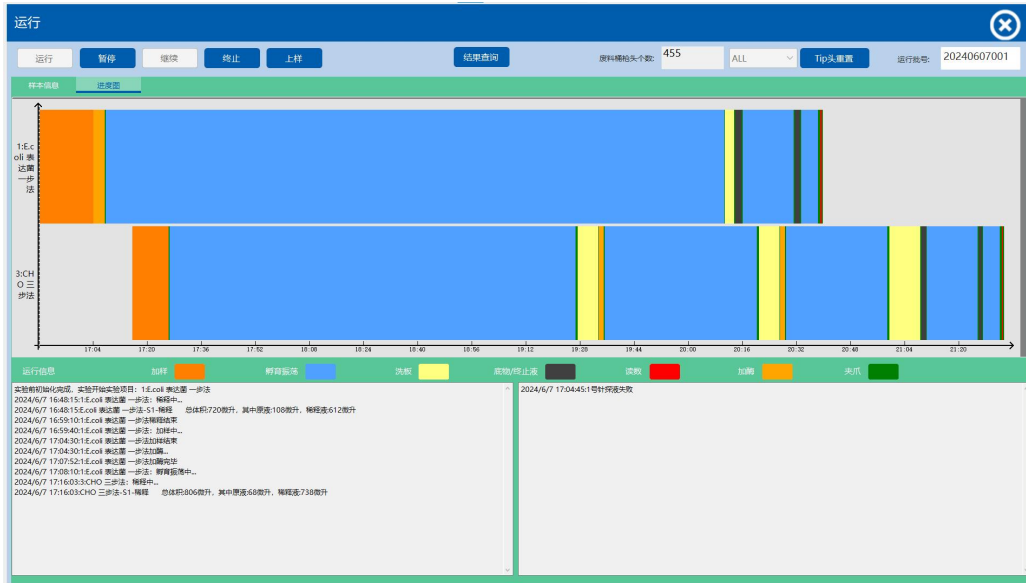 运行
运行 暂停 继续 终止 上样 结果查询 废料桶枪头个数: 455 ALL Tip头重置 运行批号: 20240607001
样本信息 进度图
1:E.c
oli 表
达菌
一步
法
3:CH
O 三
步法
17:04 17:20 17:36 17:52 18:08 18:24 18:40 18:56 19:12 19:28 19:44 20:00 20:16 20:32 20:48 21:04 21:20
运行信息 加样 孵育振荡 洗板 底物/终止液 读数 加酶 夹爪
实验前初始化完成，实验开始实验项目：1:E.coli 表达菌 一步法
2024/6/7 16:48:15:1:E.coli 表达菌 一步法：稀释中...
2024/6/7 16:48:15:E.coli 表达菌 一步法-S1-稀释 总体积:720微升，其中原液:108微升，稀释液:612微升
2024/6/7 16:59:10:1:E.coli 表达菌 一步法稀释结束
2024/6/7 16:59:40:1:E.coli 表达菌 一步法：加样中...
2024/6/7 17:04:30:1:E.coli 表达菌 一步法加样结束
2024/6/7 17:04:30:1:E.coli 表达菌 一步法加酶...
2024/6/7 17:07:52:1:E.coli 表达菌 一步法加酶完毕
2024/6/7 17:08:10:1:E.coli 表达菌 一步法：孵育振荡中...
2024/6/7 17:16:03:3:CHO 三步法：稀释中...
2024/6/7 17:16:03:CHO 三步法-S1-稀释 总体积:806微升，其中原液:68微升，稀释液:738微升
2024/6/7 17:04:45:1号针探液失败